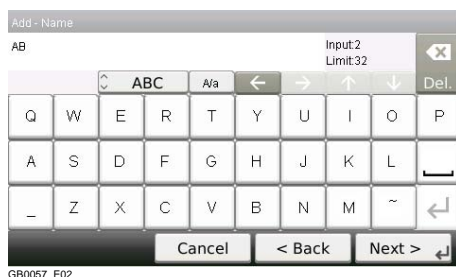 Add - Name
AB
Input:2
Limit:32
ABC A/a ← → ↑ ↓ Del.
Q W E R T Y U I O P
A S D F G H J K L
_ Z X C V B N M ~
Cancel < Back Next >
GB0057_E02